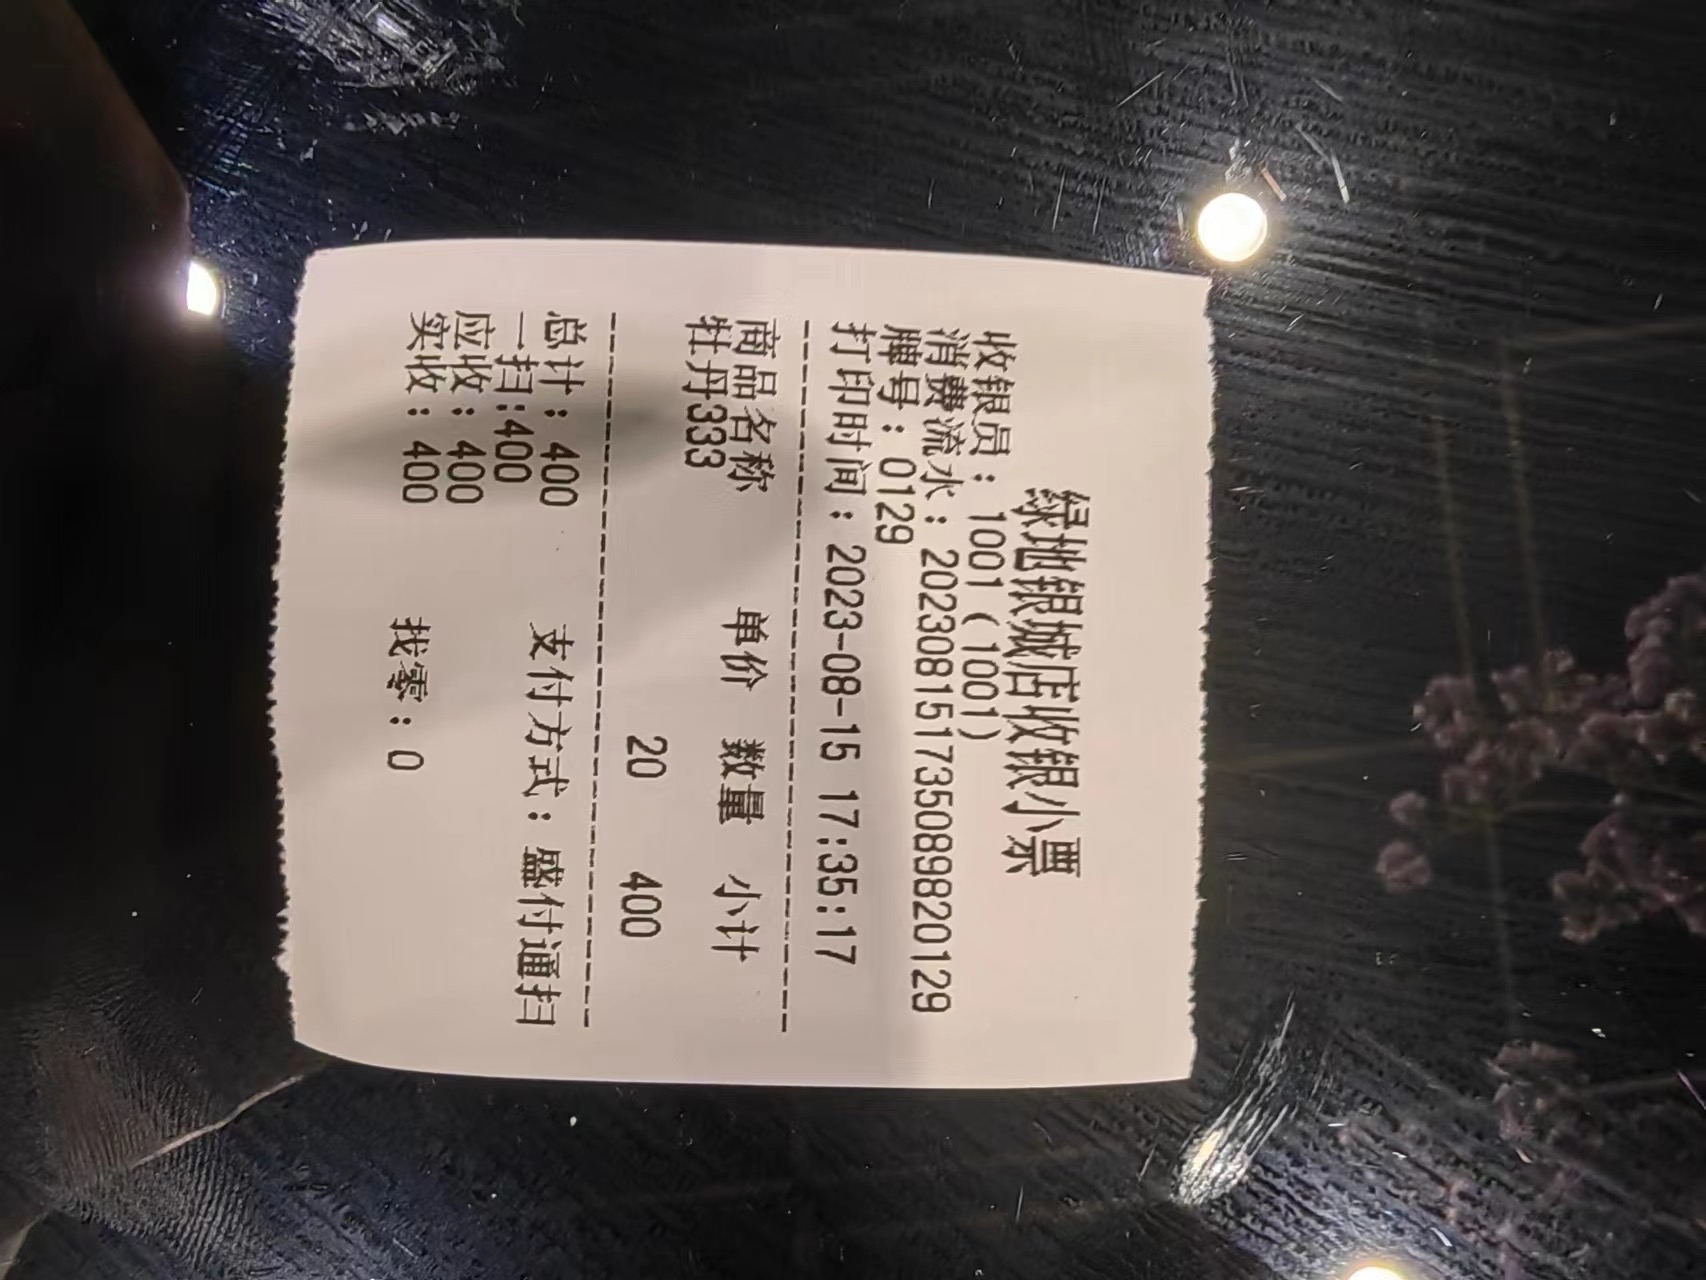 绿地银城店收银小票
收银员：1001（1001）
消费流水：202308151735089820129
牌号：0129
打印时间：2023-08-15 17:35:17
商品名称 单价 数量 小计
牡丹333
20 400
总计：400 支付方式：盛付通扫
一扫:400
应收：400
实收：400 找零：0